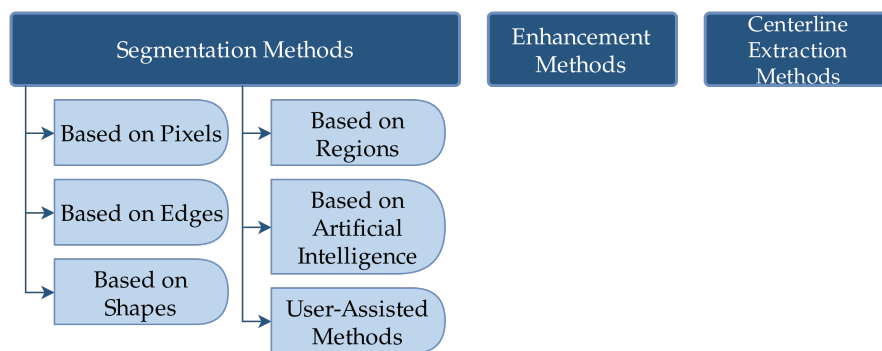 Segmentation Methods
Enhancement
Methods
Centerline
Extraction
Methods
Based on Pixels
Based on Edges
Based on
Shapes
Based on
Regions
Based on
Artificial
Intelligence
User-Assisted
Methods